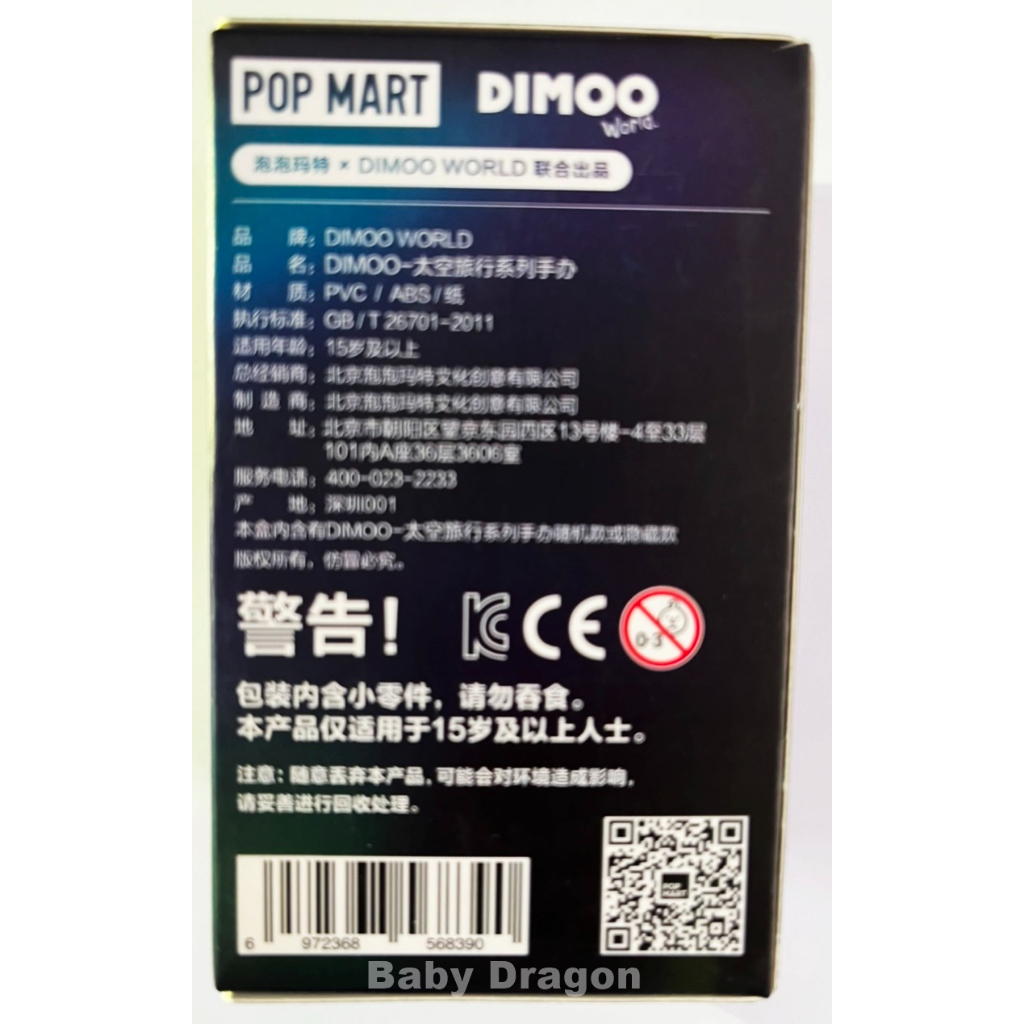 POP MART DIMOO World.
泡泡玛特 × DIMOO WORLD 联合出品
品 牌：DIMOO WORLD
品 名：DIMOO-太空旅行系列手办
材 质：PVC / ABS / 纸
执行标准：GB/T 26701-2011
适用年龄：15岁及以上
总经销商：北京泡泡玛特文化创意有限公司
制 造 商：北京泡泡玛特文化创意有限公司
地 址：北京市朝阳区望京东园四区13号楼-4至33层
101内A座36层3606室
服务电话：400-023-2233
产 地：深圳001
本盒内含有DIMOO-太空旅行系列手办随机款或隐藏款
版权所有，仿冒必究。
警告！ KC CE 0-3
包装内含小零件，请勿吞食。
本产品仅适用于15岁及以上人士。
注意：随意丢弃本产品，可能会对环境造成影响，
请妥善进行回收处理。
POP MART
6 972368 568390
Baby Dragon